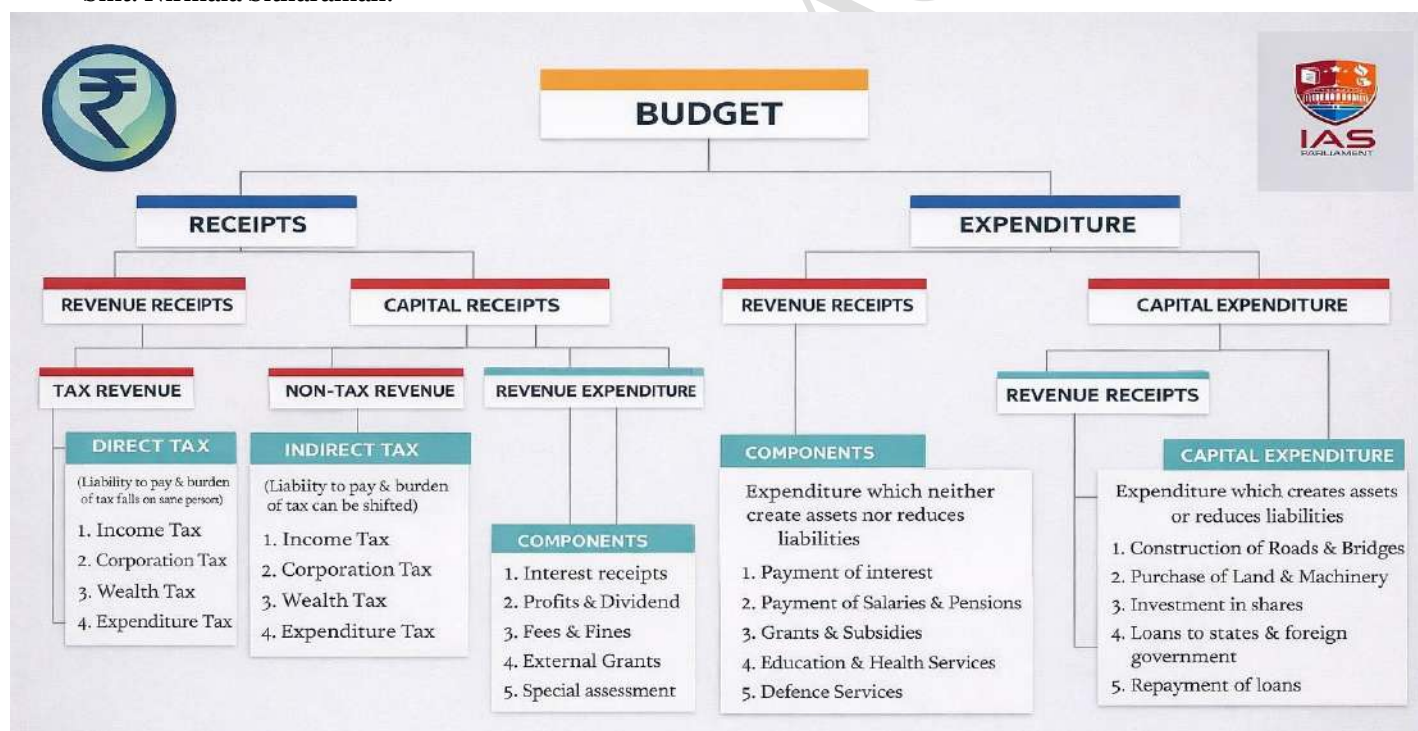 Smt. Nirmala Sitharaman.
₹
IAS
PARLIAMENT
BUDGET
RECEIPTS
EXPENDITURE
REVENUE RECEIPTS
CAPITAL RECEIPTS
REVENUE RECEIPTS
CAPITAL EXPENDITURE
TAX REVENUE
NON-TAX REVENUE
REVENUE EXPENDITURE
REVENUE RECEIPTS
DIRECT TAX
(Liability to pay & burden
of tax falls on same person)
1. Income Tax
2. Corporation Tax
3. Wealth Tax
4. Expenditure Tax
INDIRECT TAX
(Liability to pay & burden
of tax can be shifted)
1. Income Tax
2. Corporation Tax
3. Wealth Tax
4. Expenditure Tax
COMPONENTS
1. Interest receipts
2. Profits & Dividend
3. Fees & Fines
4. External Grants
5. Special assessment
COMPONENTS
Expenditure which neither
create assets nor reduces
liabilities
1. Payment of interest
2. Payment of Salaries & Pensions
3. Grants & Subsidies
4. Education & Health Services
5. Defence Services
CAPITAL EXPENDITURE
Expenditure which creates assets
or reduces liabilities
1. Construction of Roads & Bridges
2. Purchase of Land & Machinery
3. Investment in shares
4. Loans to states & foreign
government
5. Repayment of loans